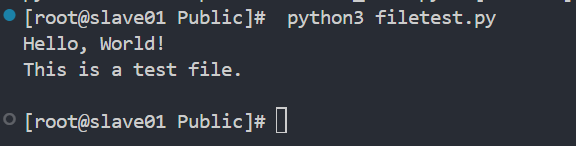 [root@slave01 Public]#  python3 filetest.py
Hello, World!
This is a test file.
[root@slave01 Public]#